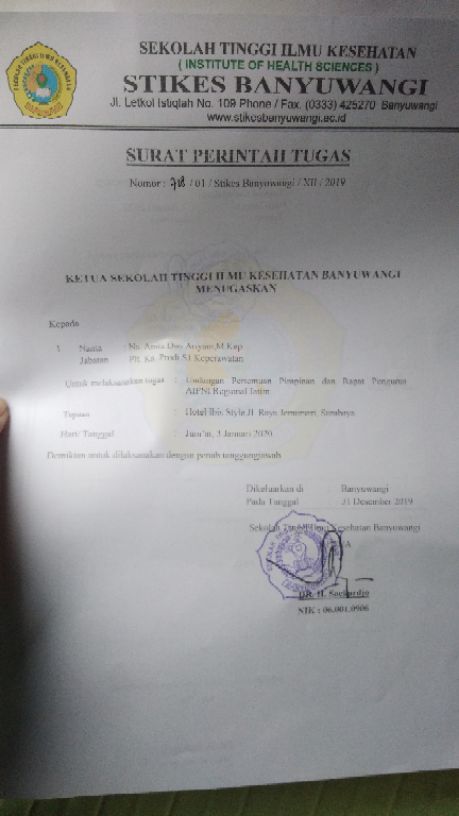 SEKOLAH TINGGI ILMU KESEHATAN
( INSTITUTE OF HEALTH SCIENCES )
STIKES BANYUWANGI
Jl. Letkol Istiqlah No. 109 Phone / Fax. (0333) 425270 Banyuwangi
www.stikesbanyuwangi.ac.id
SURAT PERINTAH TUGAS
Nomor : / 01 / Stikes Banyuwangi / XII / 2019
KETUA SEKOLAH TINGGI ILMU KESEHATAN BANYUWANGI
MENUGASKAN
Kepada
1 Nama : Ns. Anita Dwi Ariyani,M.Kep
Jabatan : Plt. Ka. Prodi S1 Keperawatan
Untuk melaksanakan tugas : Undangan Pertemuan Pimpinan dan Rapat Pengurus
AIPNI Regional Jatim
Tujuan : Hotel Ibis Style,Jl. Raya Jemursari, Surabaya
Hari/ Tanggal : Jum'at, 3 Januari 2020
Demikian untuk dilaksanakan dengan penuh tanggungjawab
Dikeluarkan di : Banyuwangi
Pada Tanggal : 31 Desember 2019
Sekolah Tinggi Ilmu Kesehatan Banyuwangi
DR. H. Soekardjo
NIK : 06.001.0906